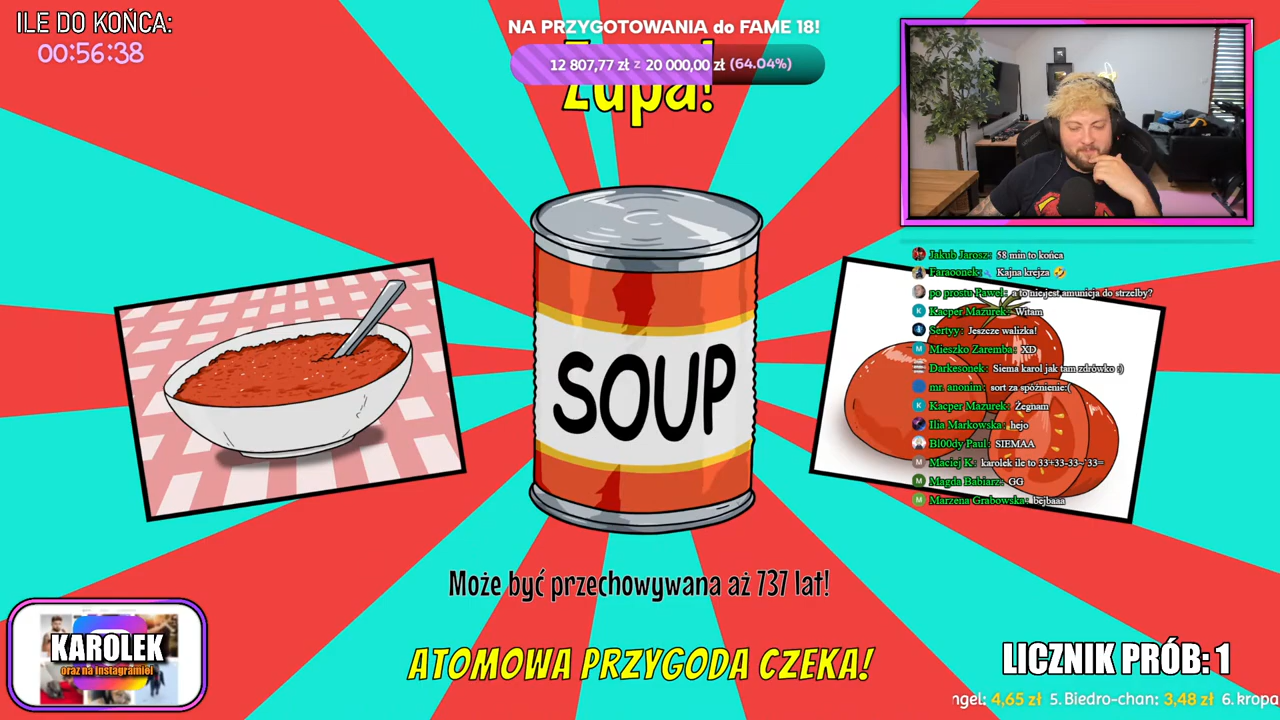 ILE DO KOŃCA:
00:56:38
NA PRZYGOTOWANIA do FAME 18!
12 807,77 zł z 20 000,00 zł (64.04%)
Zupa!
SOUP
Jakub Jarosz: 58 min to końca
Faraoonek: Kajna krejza 🤣
po prostu Paweł: a to nie jest amunicja do strzelby?
Kacper Mazurek: Witam
Sertyy: Jeszcze walizka!
Mieszko Zaremba: XD
Darkesonek: Siema karol jak tam zdrówko :)
mr. anonim: sort za spóźnienie:(
Kacper Mazurek: Żegnam
Ilia Markowska: hejo
Bl00dy Paul: SIEMAA
Maciej K: karolek ile to 33+33-33~`33=
Magda Babiarz: GG
Marzena Grabowska: bejbaaa
Może być przechowywana aż 737 lat!
ATOMOWA PRZYGODA CZEKA!
KAROLEK
oraz na instagramie!
LICZNIK PRÓB: 1
ngel: 4,65 zł 5. Biedro-chan: 3,48 zł 6. kropa